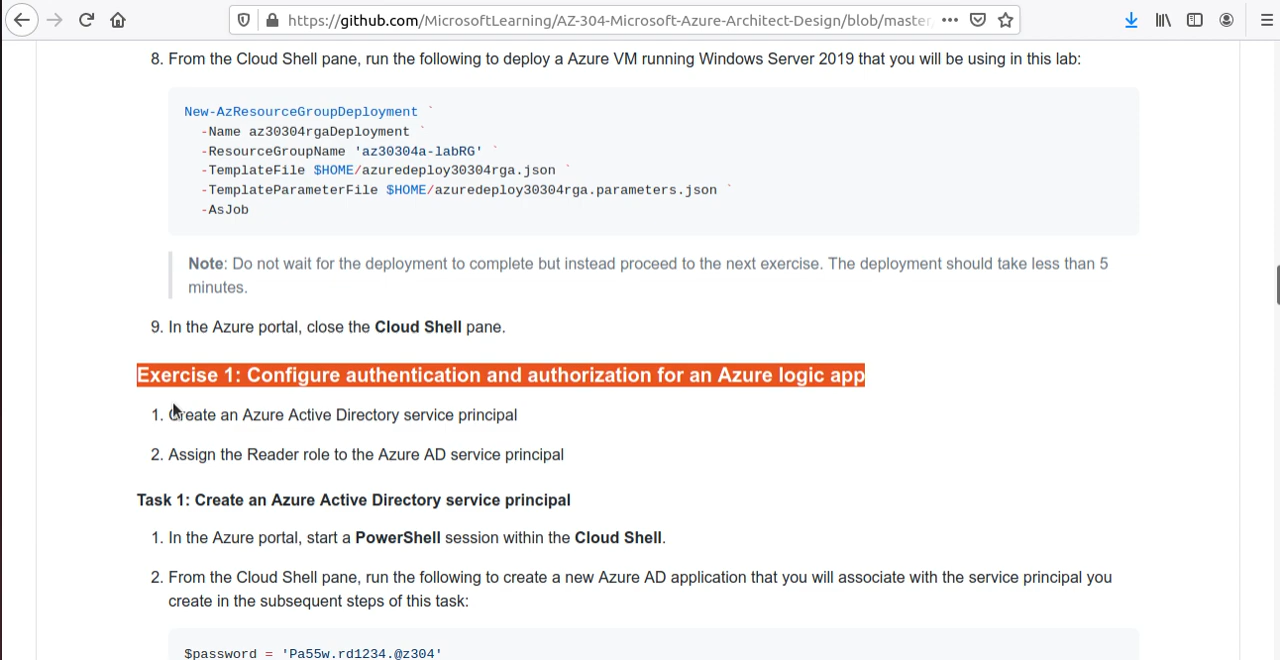 https://github.com/MicrosoftLearning/AZ-304-Microsoft-Azure-Architect-Design/blob/master,
8. From the Cloud Shell pane, run the following to deploy a Azure VM running Windows Server 2019 that you will be using in this lab:
New-AzResourceGroupDeployment `
-Name az30304rgaDeployment `
-ResourceGroupName 'az30304a-labRG' `
-TemplateFile $HOME/azuredeploy30304rga.json `
-TemplateParameterFile $HOME/azuredeploy30304rga.parameters.json `
-AsJob
Note: Do not wait for the deployment to complete but instead proceed to the next exercise. The deployment should take less than 5
minutes.
9. In the Azure portal, close the Cloud Shell pane.
Exercise 1: Configure authentication and authorization for an Azure logic app
1. Create an Azure Active Directory service principal
2. Assign the Reader role to the Azure AD service principal
Task 1: Create an Azure Active Directory service principal
1. In the Azure portal, start a PowerShell session within the Cloud Shell.
2. From the Cloud Shell pane, run the following to create a new Azure AD application that you will associate with the service principal you
create in the subsequent steps of this task:
$password = 'Pa55w.rd1234.@z304'